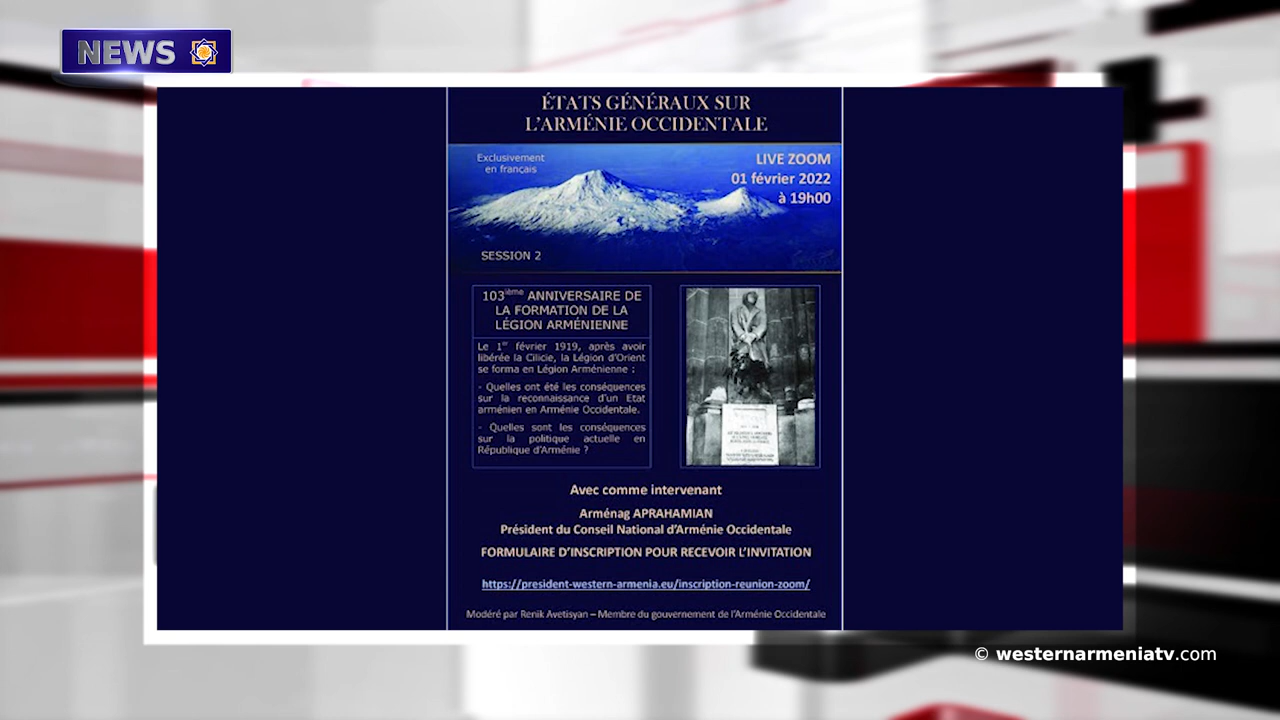 NEWS
ÉTATS GÉNÉRAUX SUR
L'ARMÉNIE OCCIDENTALE
Exclusivement
en français
LIVE ZOOM
01 février 2022
à 19h00
SESSION 2
103ième ANNIVERSAIRE DE
LA FORMATION DE LA
LÉGION ARMÉNIENNE
Le 1er février 1919, après avoir
libérée la Cilicie, la Légion d'Orient
se forma en Légion Arménienne :
- Quelles ont été les conséquences
sur la reconnaissance d'un Etat
arménien en Arménie Occidentale.
- Quelles sont les conséquences
sur la politique actuelle en
République d'Arménie ?
Avec comme intervenant
Arménag APRAHAMIAN
Président du Conseil National d'Arménie Occidentale
FORMULAIRE D'INSCRIPTION POUR RECEVOIR L'INVITATION
https://president-western-armenia.eu/inscription-reunion-zoom/
Modéré par Renik Avetisyan – Membre du gouvernement de l'Arménie Occidentale
© westernarmeniatv.com